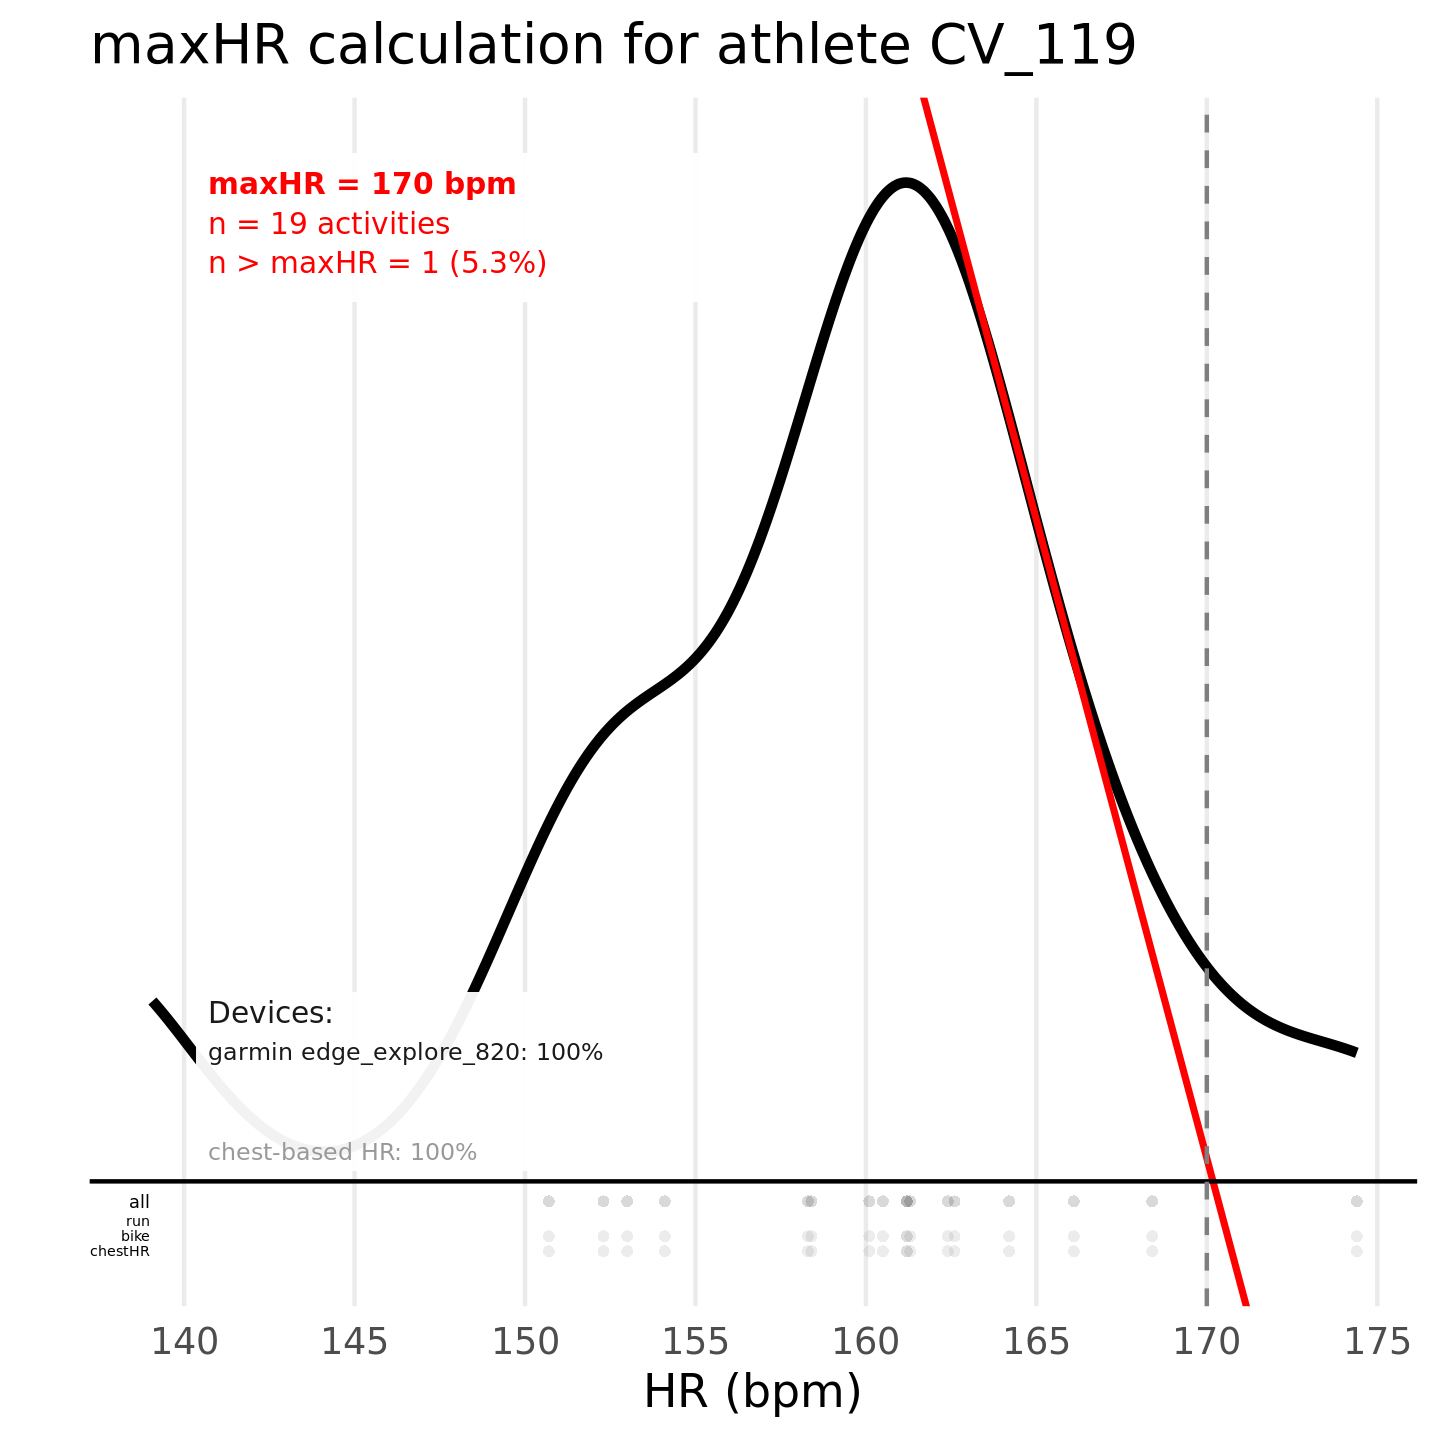 maxHR calculation for athlete CV_119
maxHR = 170 bpm
n = 19 activities
n > maxHR = 1 (5.3%)
Devices:
garmin edge_explore_820: 100%
chest-based HR: 100%
all
run
bike
chestHR
140 145 150 155 160 165 170 175
HR (bpm)